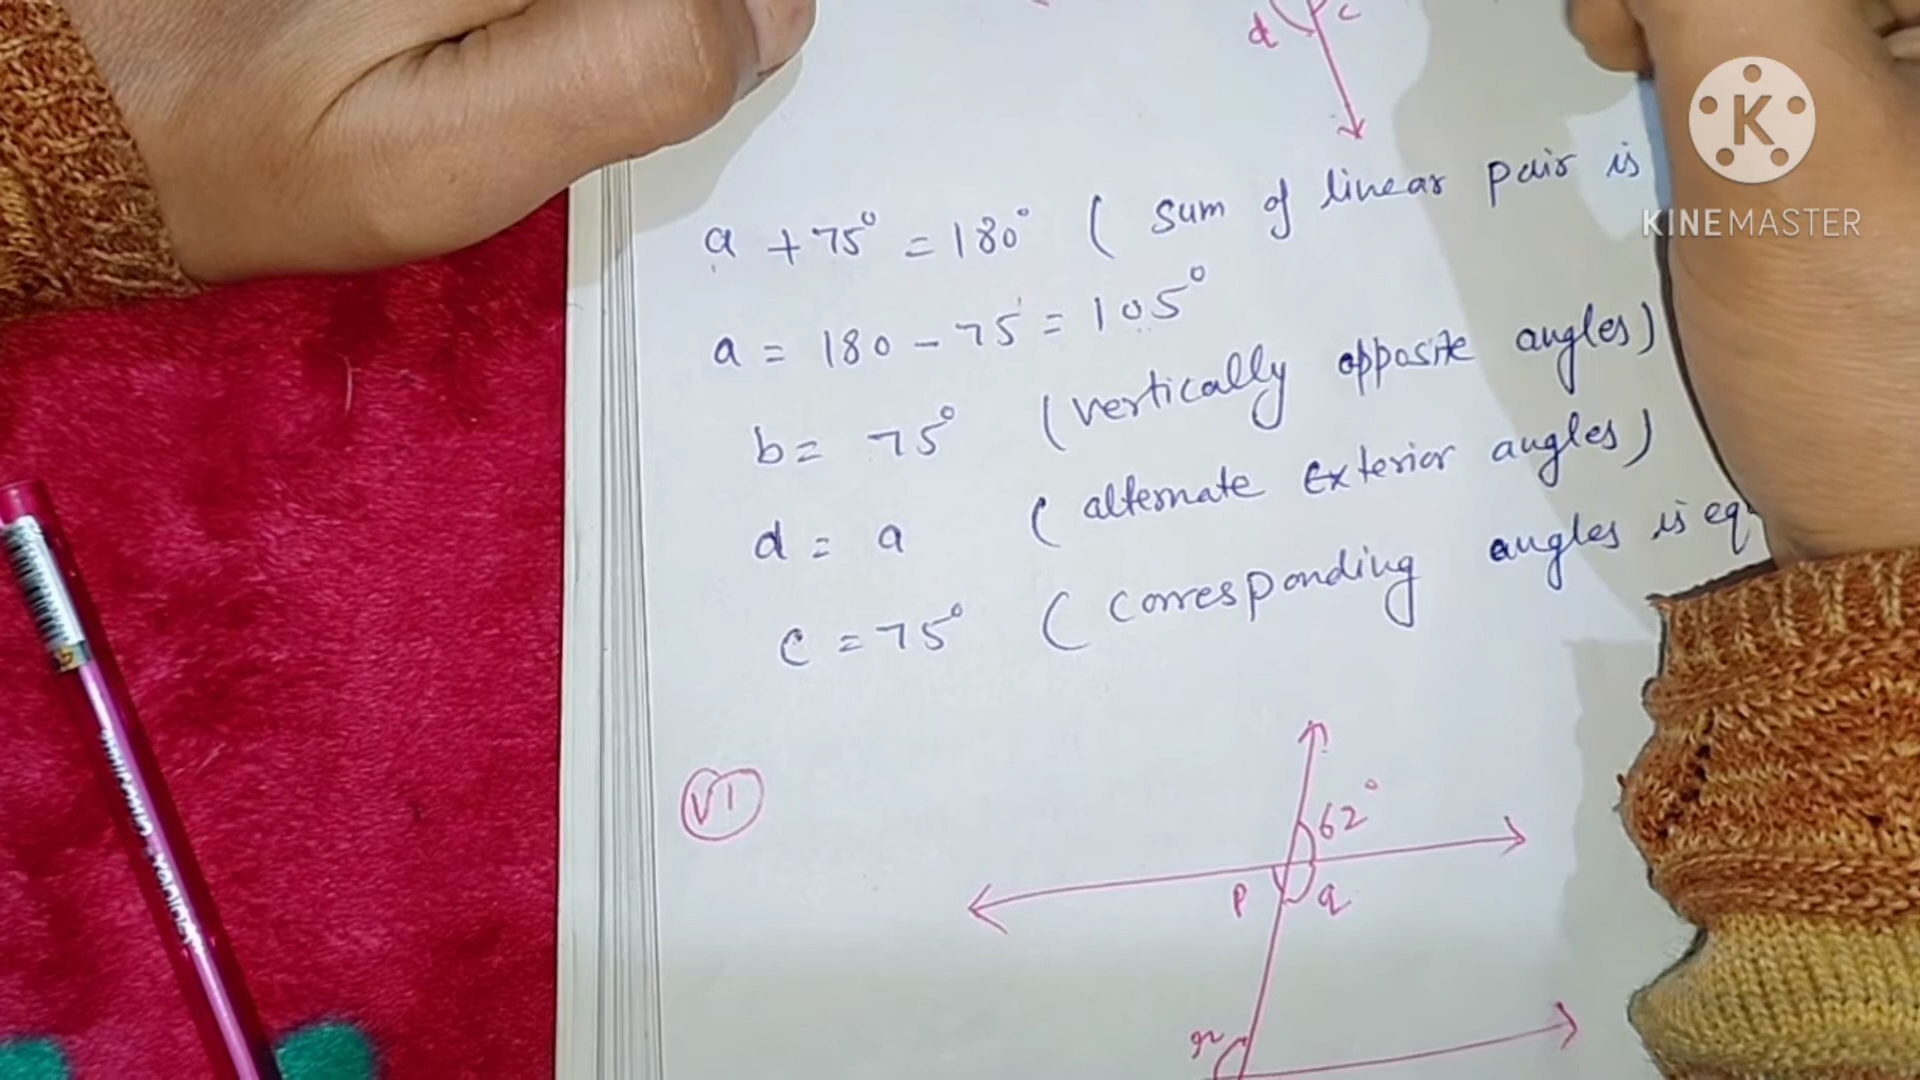 d c
a + 75° = 180° ( sum of linear pair is
a = 180 - 75 = 105°
b = 75° (vertically opposite angles)
d = a ( alternate exterior angles)
c = 75° ( corresponding angles is eq
VI
62°
P q
r
K
KINEMASTER